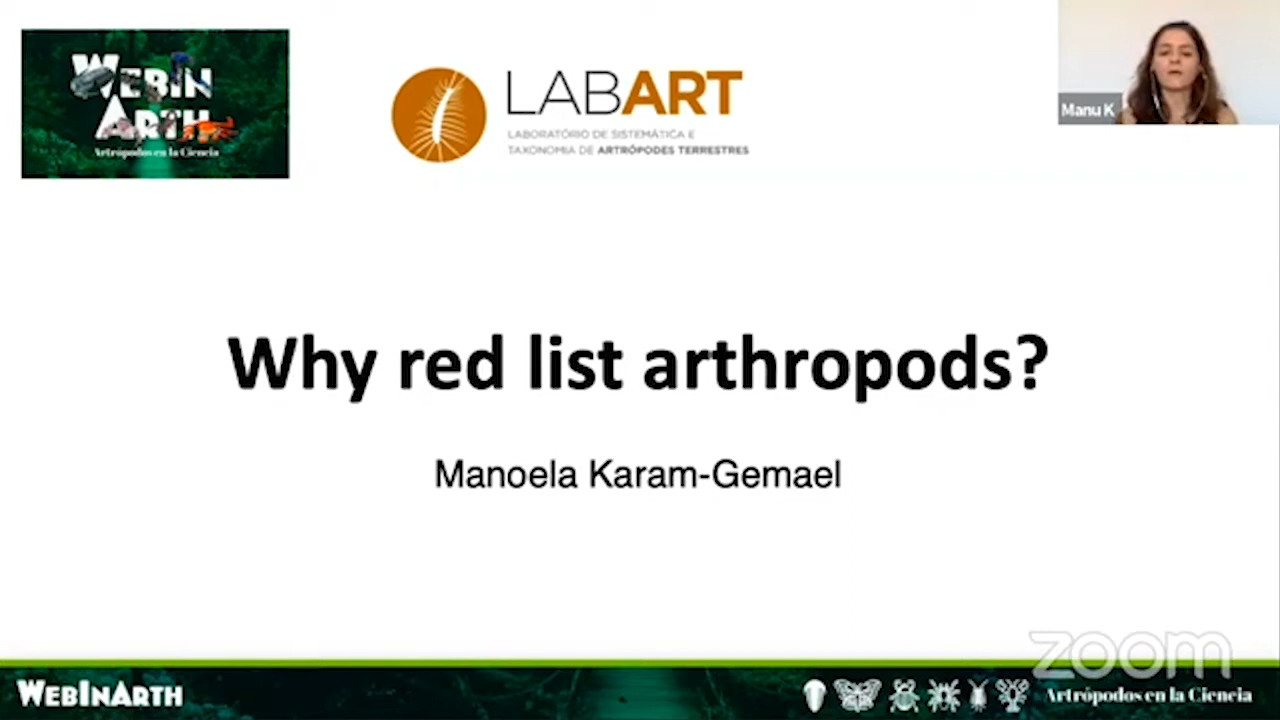 WEBIN
ARTH
Artrópodos en la Ciencia
LABART
LABORATÓRIO DE SISTEMÁTICA E
TAXONOMIA DE ARTRÓPODES TERRESTRES
Manu K
Why red list arthropods?
Manoela Karam-Gemael
zoom
WEBINARTH
Artrópodos en la Ciencia